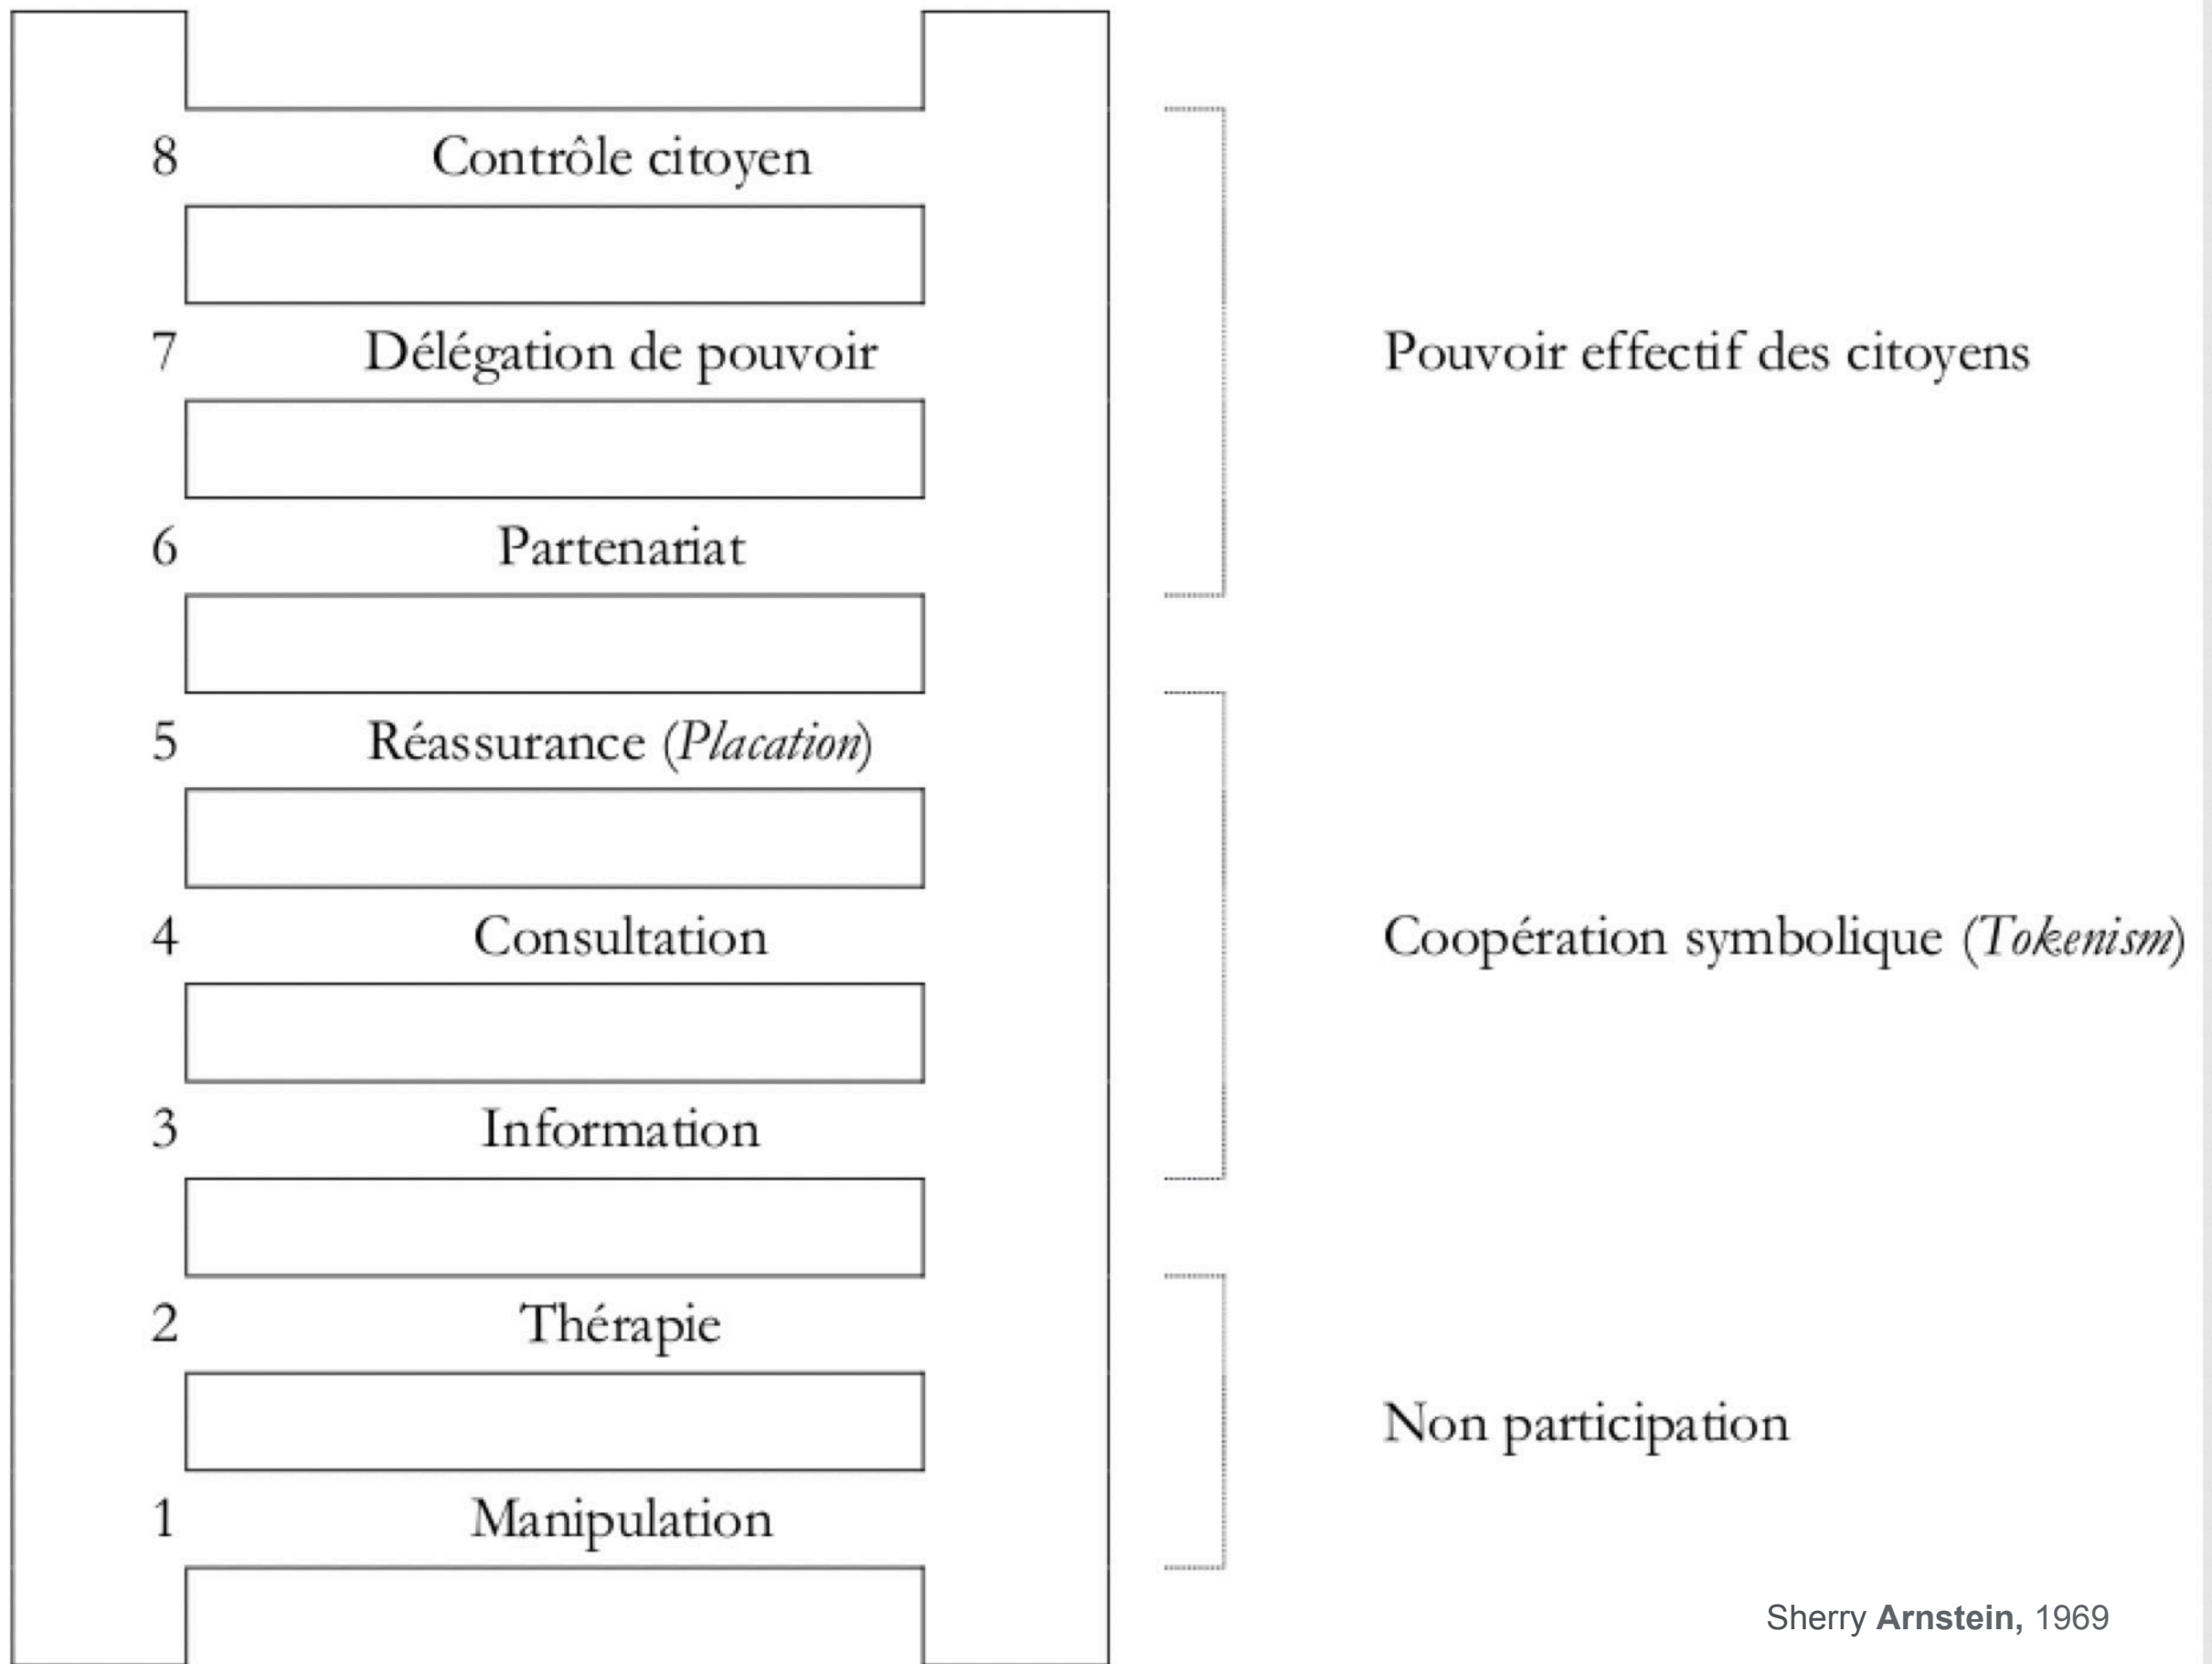 8 Contrôle citoyen
7 Délégation de pouvoir
Pouvoir effectif des citoyens
6 Partenariat
5 Réassurance (Placation)
4 Consultation
Coopération symbolique (Tokenism)
3 Information
2 Thérapie
Non participation
1 Manipulation
Sherry Arnstein, 1969